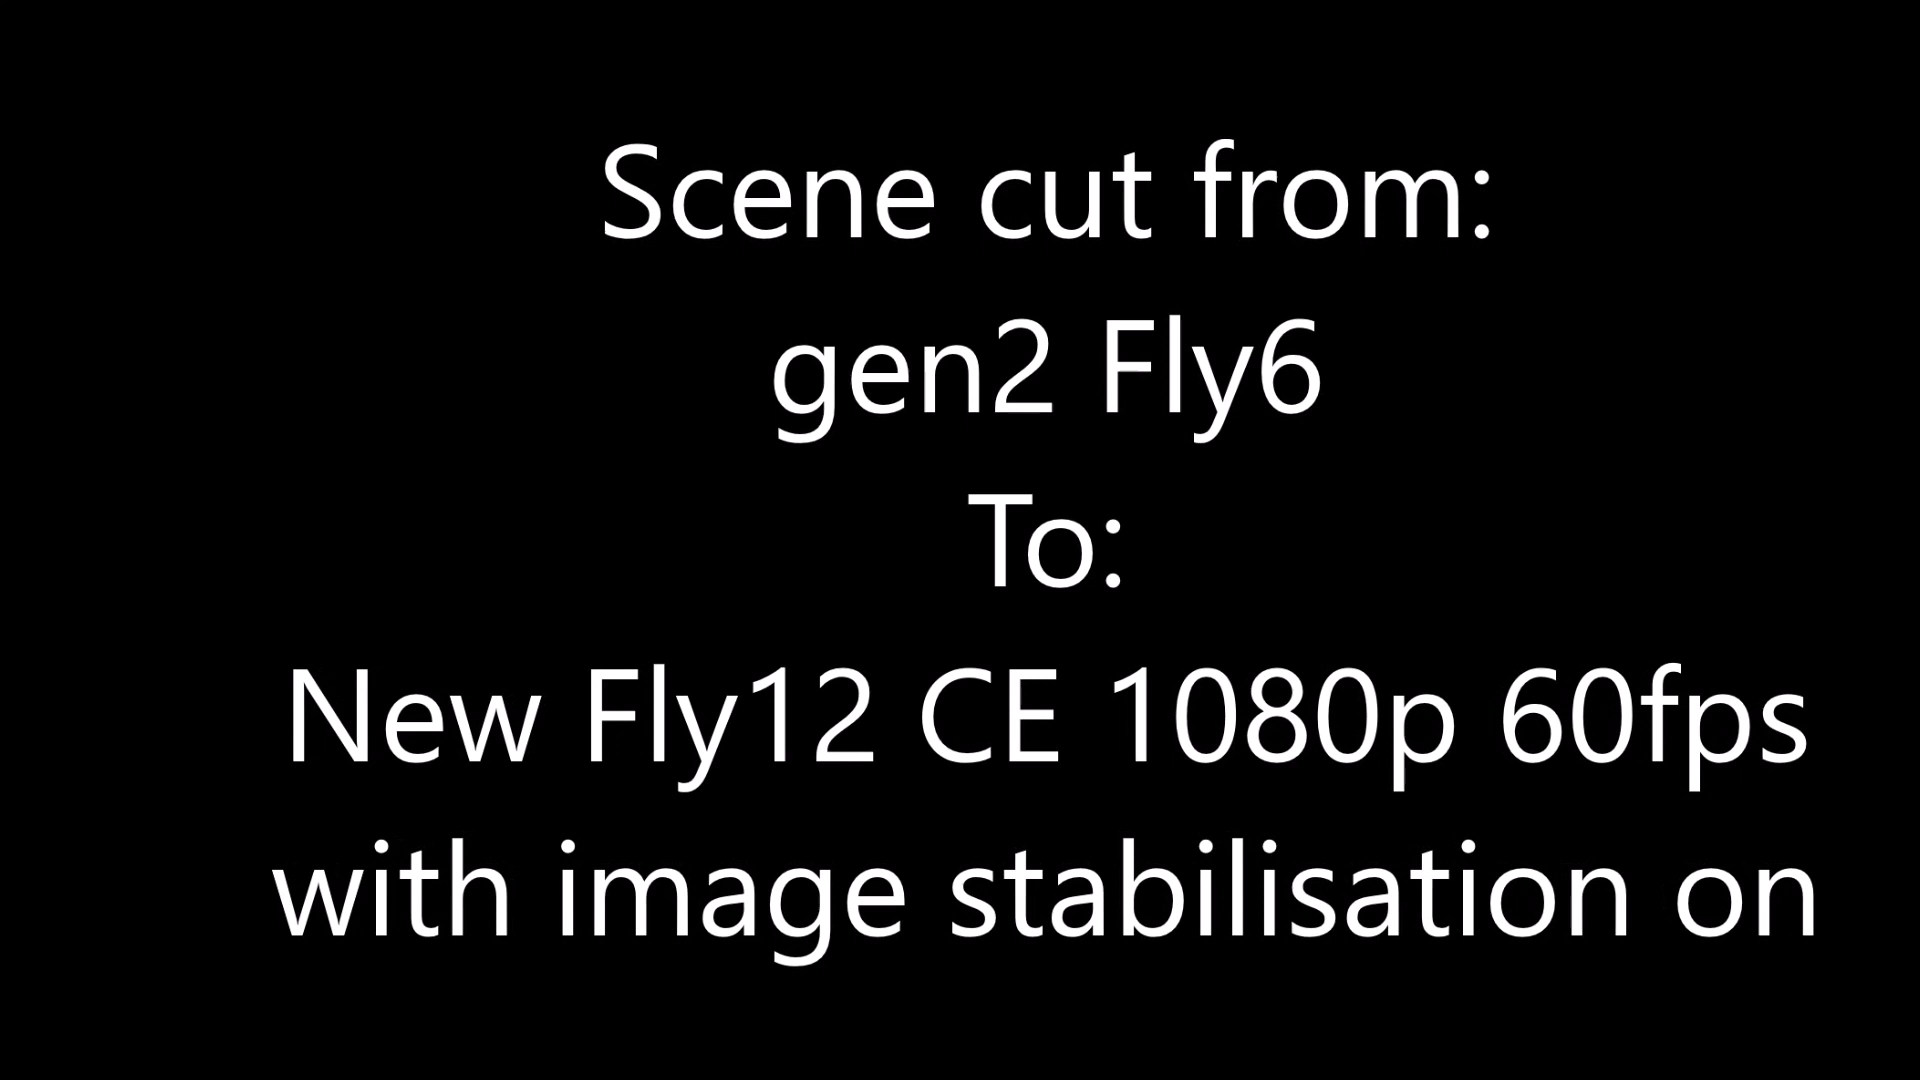 Scene cut from:
gen2 Fly6
To:
New Fly12 CE 1080p 60fps
with image stabilisation on